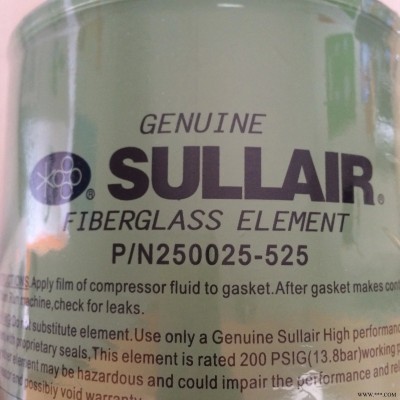 GENUINE
® SULLAIR®
FIBERGLASS ELEMENT
P/N250025-525
Apply film of compressor fluid to gasket.After gasket makes
machine,check for leaks.
substitute element.Use only a Genuine Sullair High
proprietary seals,This element is rated 200 PSIG(13.8bar)working
element may be hazardous and could impair the performance and
and possibly void warranty